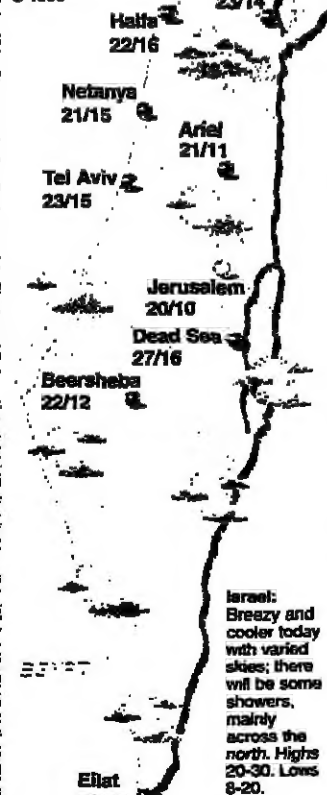 23/14
Haifa
22/16
Netanya
21/15
Ariel
21/11
Tel Aviv
23/15
Jerusalem
20/10
Dead Sea
27/16
Beersheba
22/12
Israel:
Breezy and
cooler today
with varied
skies; there
will be some
showers,
mainly
across the
north. Highs
20-30. Lows
8-20.
Eilat